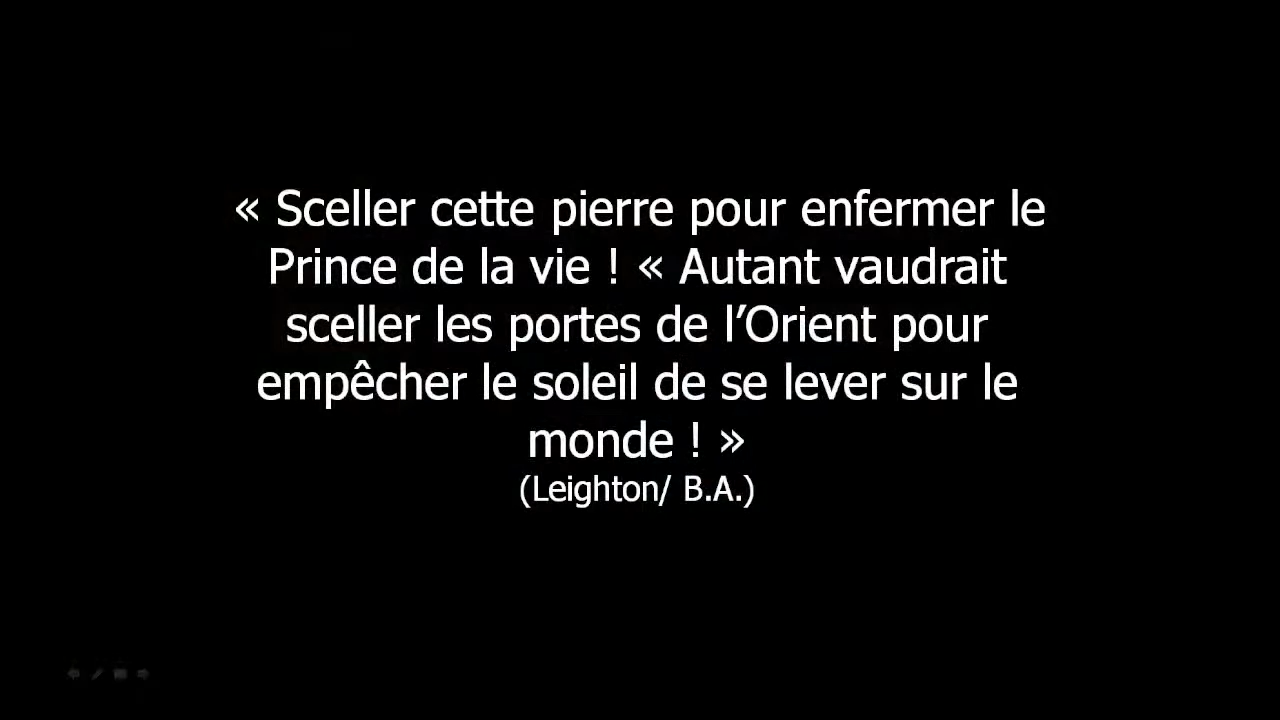 « Sceller cette pierre pour enfermer le
Prince de la vie ! « Autant vaudrait
sceller les portes de l’Orient pour
empêcher le soleil de se lever sur le
monde ! »
(Leighton/ B.A.)